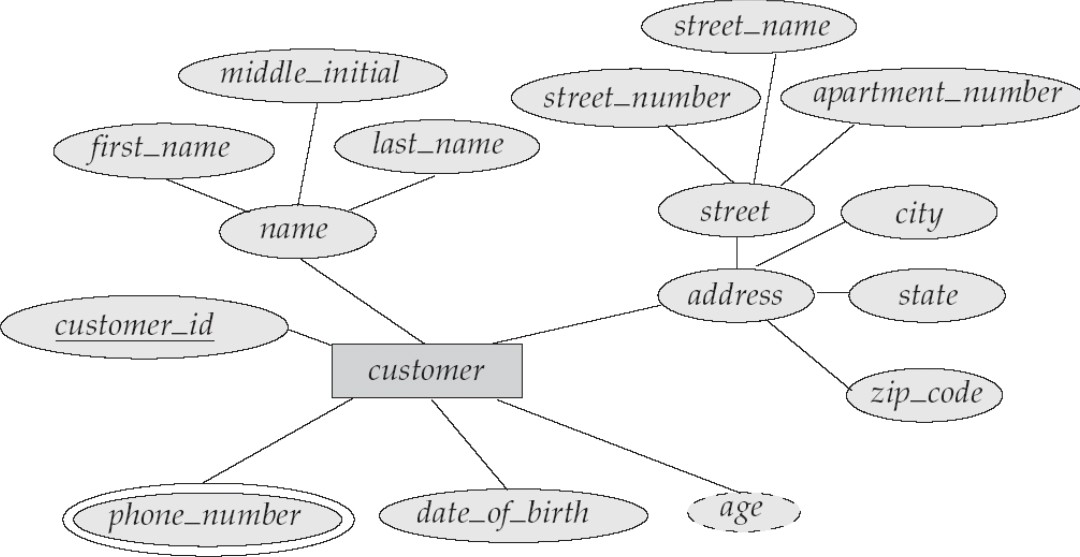 street_name
middle_initial
street_number
apartment_number
first_name
last_name
street
city
name
address
state
customer_id
customer
zip_code
phone_number
date_of_birth
age